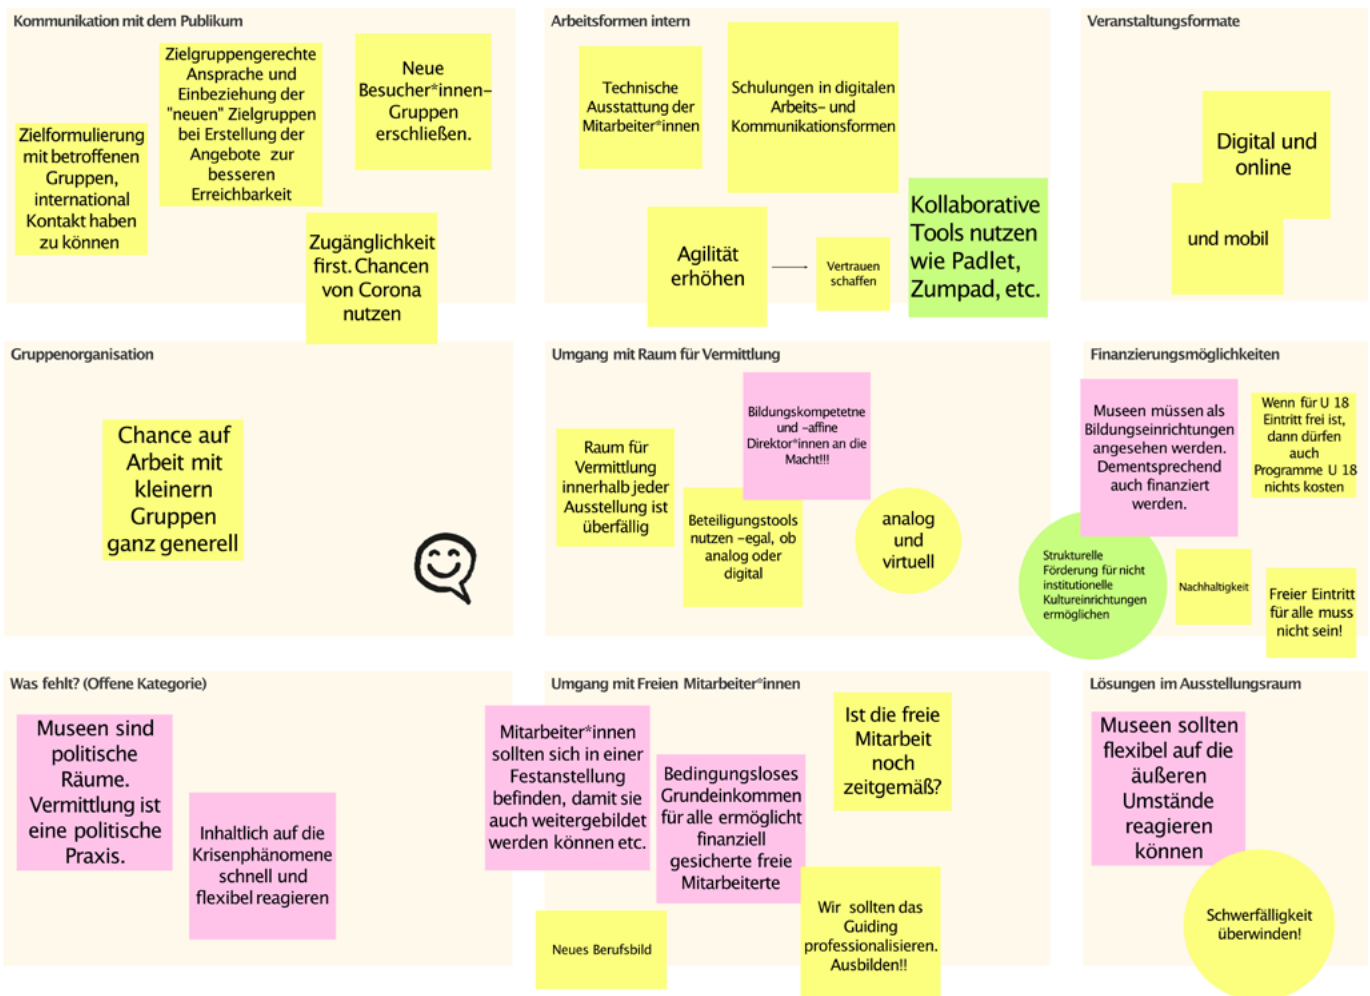 Kommunikation mit dem Publikum
Zielformulierung
mit betroffenen
Gruppen,
international
Kontakt haben
zu können
Zielgruppengerechte
Ansprache und
Einbeziehung der
"neuen" Zielgruppen
bei Erstellung der
Angebote zur
besseren
Erreichbarkeit
Neue
Besucher*innen-
Gruppen
erschließen.
Zugänglichkeit
first. Chancen
von Corona
nutzen
Arbeitsformen intern
Technische
Ausstattung der
Mitarbeiter*innen
Schulungen in digitalen
Arbeits- und
Kommunikationsformen
Agilität
erhöhen
Vertrauen
schaffen
Kollaborative
Tools nutzen
wie Padlet,
Zumpad, etc.
Veranstaltungsformate
Digital und
online
und mobil
Gruppenorganisation
Chance auf
Arbeit mit
kleinern
Gruppen
ganz generell
Umgang mit Raum für Vermittlung
Raum für
Vermittlung
innerhalb jeder
Ausstellung ist
überfällig
Bildungskompetetne
und -affine
Direktor*innen an die
Macht!!!
Beteiligungstools
nutzen -egal, ob
analog oder
digital
analog
und
virtuell
Finanzierungsmöglichkeiten
Museen müssen als
Bildungseinrichtungen
angesehen werden.
Dementsprechend
auch finanziert
werden.
Wenn für U 18
Eintritt frei ist,
dann dürfen
auch
Programme U 18
nichts kosten
Strukturelle
Förderung für nicht
institutionelle
Kultureinrichtungen
ermöglichen
Nachhaltigkeit
Freier Eintritt
für alle muss
nicht sein!
Was fehlt? (Offene Kategorie)
Museen sind
politische
Räume.
Vermittlung ist
eine politische
Praxis.
Inhaltlich auf die
Krisenphänomene
schnell und
flexibel reagieren
Umgang mit Freien Mitarbeiter*innen
Mitarbeiter*innen
sollten sich in einer
Festanstellung
befinden, damit sie
auch weitergebildet
werden können etc.
Bedingungsloses
Grundeinkommen
für alle ermöglicht
finanziell
gesicherte freie
Mitarbeiterte
Ist die freie
Mitarbeit
noch
zeitgemäß?
Neues Berufsbild
Wir sollten das
Guiding
professionalisieren.
Ausbilden!!
Lösungen im Ausstellungsraum
Museen sollten
flexibel auf die
äußeren
Umstände
reagieren
können
Schwerfälligkeit
überwinden!